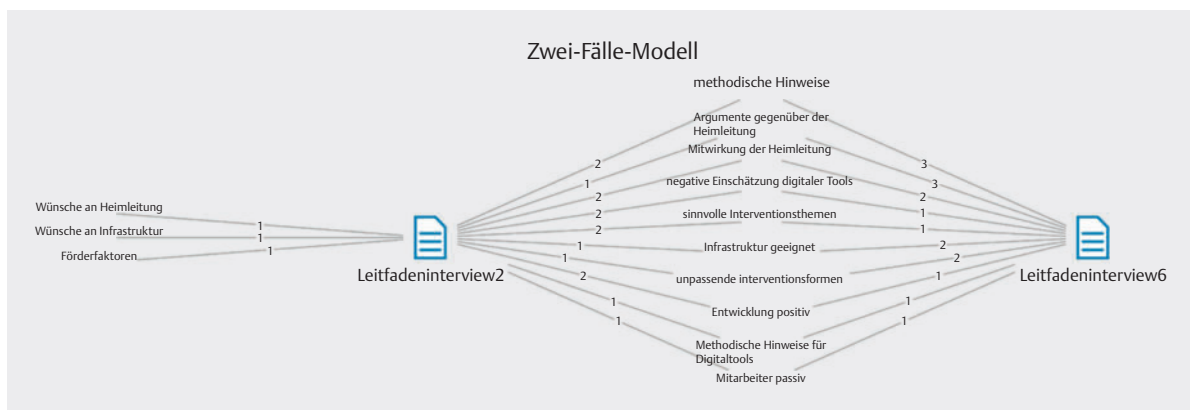 Zwei-Fälle-Modell
methodische Hinweise
Argumente gegenüber der
Heimleitung
Mitwirkung der Heimleitung
negative Einschätzung digitaler Tools
sinnvolle Interventionsthemen
Infrastruktur geeignet
unpassende interventionsformen
Entwicklung positiv
Methodische Hinweise für
Digitaltools
Mitarbeiter passiv
Wünsche an Heimleitung
Wünsche an Infrastruktur
Förderfaktoren
1
1
1
Leitfadeninterview2
2
1
2
2
2
1
1
2
1
1
3
3
2
1
1
2
2
1
1
1
Leitfadeninterview6